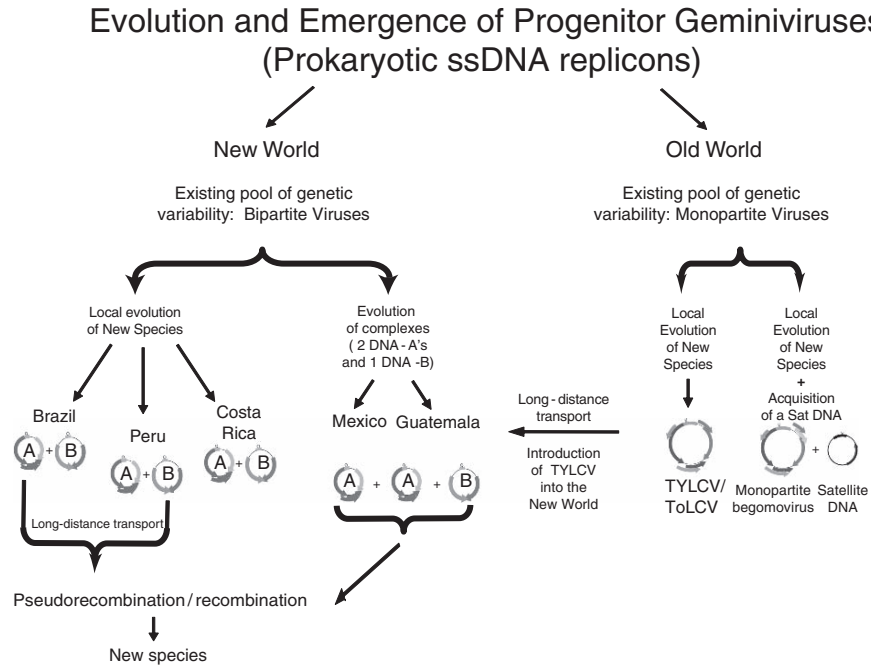 Evolution and Emergence of Progenitor Geminiviruses
(Prokaryotic ssDNA replicons)
New World
Existing pool of genetic
variability: Bipartite Viruses
Local evolution
of New Species
Brazil
A + B
Peru
A + B
Costa
Rica
A + B
Long-distance transport
Evolution
of complexes
( 2 DNA-A's
and 1 DNA -B)
Mexico
Guatemala
A + A + B
Pseudorecombination/recombination
New species
Old World
Existing pool of genetic
variability: Monopartite Viruses
Local
Evolution
of New
Species
TYLCV/
ToLCV
Local
Evolution
of New
Species
+
Acquisition
of a Sat DNA
+
Monopartite
begomovirus
Satellite
DNA
Long-distance
transport
Introduction
of TYLCV
into the
New World